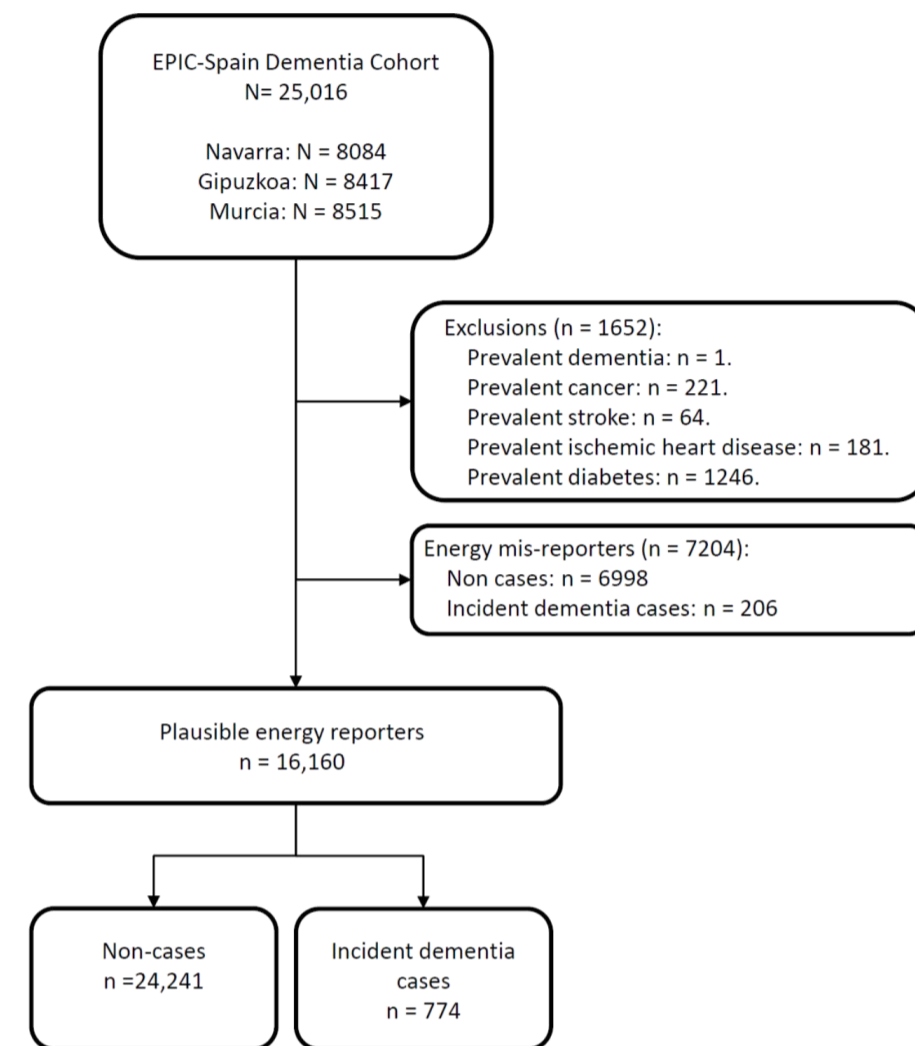 EPIC-Spain Dementia Cohort
N= 25,016
Navarra: N = 8084
Gipuzkoa: N = 8417
Murcia: N = 8515
Exclusions (n = 1652):
Prevalent dementia: n = 1.
Prevalent cancer: n = 221.
Prevalent stroke: n = 64.
Prevalent ischemic heart disease: n = 181.
Prevalent diabetes: n = 1246.
Energy mis-reporters (n = 7204):
Non cases: n = 6998
Incident dementia cases: n = 206
Plausible energy reporters
n = 16,160
Non-cases
n =24,241
Incident dementia
cases
n = 774